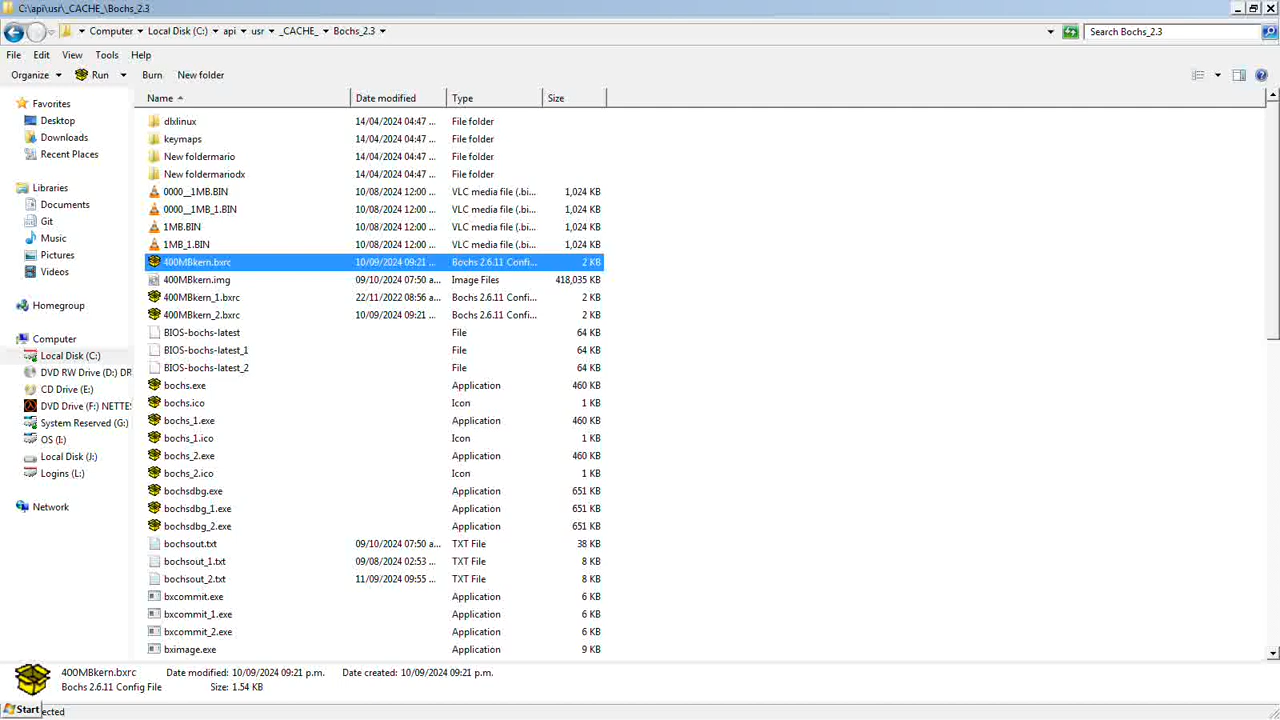 C:\api\usr\_CACHE_\Bochs_2.3
Computer Local Disk (C:) api usr _CACHE_ Bochs_2.3 Search Bochs_2.3
File Edit View Tools Help
Organize Run Burn New folder
Name Date modified Type Size
Favorites
Desktop
Downloads
Recent Places
Libraries
Documents
Git
Music
Pictures
Videos
Homegroup
Computer
Local Disk (C:)
DVD RW Drive (D:) DR
CD Drive (E:)
DVD Drive (F:) NETTES
System Reserved (G:)
OS (I:)
Local Disk (J:)
Logins (L:)
Network
dlxlinux 14/04/2024 04:47 ... File folder
keymaps 14/04/2024 04:47 ... File folder
New foldermario 14/04/2024 04:47 ... File folder
New foldermariodx 14/04/2024 04:47 ... File folder
0000__1MB.BIN 10/08/2024 12:00 ... VLC media file (.bi... 1,024 KB
0000__1MB_1.BIN 10/08/2024 12:00 ... VLC media file (.bi... 1,024 KB
1MB.BIN 10/08/2024 12:00 ... VLC media file (.bi... 1,024 KB
1MB_1.BIN 10/08/2024 12:00 ... VLC media file (.bi... 1,024 KB
400MBkern.bxrc 10/09/2024 09:21 ... Bochs 2.6.11 Confi... 2 KB
400MBkern.img 09/10/2024 07:50 a... Image Files 418,035 KB
400MBkern_1.bxrc 22/11/2022 08:56 a... Bochs 2.6.11 Confi... 2 KB
400MBkern_2.bxrc 10/09/2024 09:21 ... Bochs 2.6.11 Confi... 2 KB
BIOS-bochs-latest File 64 KB
BIOS-bochs-latest_1 File 64 KB
BIOS-bochs-latest_2 File 64 KB
bochs.exe Application 460 KB
bochs.ico Icon 1 KB
bochs_1.exe Application 460 KB
bochs_1.ico Icon 1 KB
bochs_2.exe Application 460 KB
bochs_2.ico Icon 1 KB
bochsdbg.exe Application 651 KB
bochsdbg_1.exe Application 651 KB
bochsdbg_2.exe Application 651 KB
bochsout.txt 09/10/2024 07:50 a... TXT File 38 KB
bochsout_1.txt 09/08/2024 02:53 ... TXT File 8 KB
bochsout_2.txt 11/09/2024 09:55 ... TXT File 8 KB
bxcommit.exe Application 6 KB
bxcommit_1.exe Application 6 KB
bxcommit_2.exe Application 6 KB
bximage.exe Application 9 KB
400MBkern.bxrc Date modified: 10/09/2024 09:21 p.m. Date created: 10/09/2024 09:21 p.m.
Bochs 2.6.11 Config File Size: 1.54 KB
Start ected